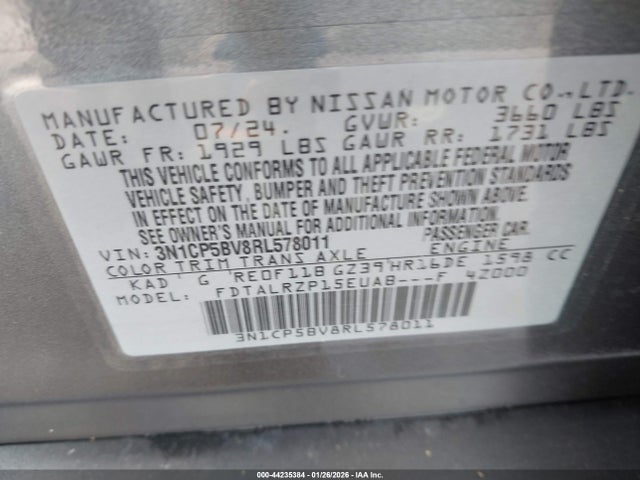 MANUFACTURED BY NISSAN MOTOR CO.,LTD.
DATE: 07/24. GVWR: 3660 LBS
GAWR FR: 1929 LBS GAWR RR: 1731 LBS
THIS VEHICLE CONFORMS TO ALL APPLICABLE FEDERAL MOTOR
VEHICLE SAFETY, BUMPER AND THEFT PREVENTION STANDARDS
IN EFFECT ON THE DATE OF MANUFACTURE SHOWN ABOVE.
SEE OWNER'S MANUAL FOR ADDITIONAL INFORMATION.
VIN: 3N1CP5BV8RL578011 PASSENGER CAR.
COLOR TRIM TRANS AXLE ENGINE
KAD G RE0F11B GZ39 HR16DE 1598 CC
MODEL: FDTALRZP15EUAB---F 42000
3N1CP5BV8RL578011
000-44235384 | 01/26/2026 - IAA Inc.